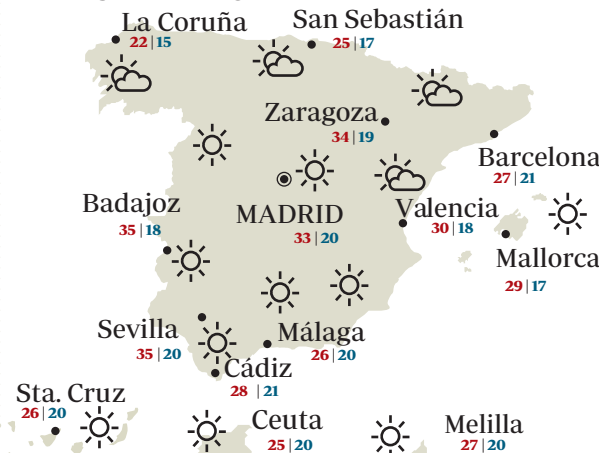 La Coruña
22|15
San Sebastián
25|17
Zaragoza
34|19
Barcelona
27|21
Badajoz
35|18
MADRID
33|20
Valencia
30|18
Mallorca
29|17
Sevilla
35|20
Málaga
26|20
Cádiz
28|21
Sta. Cruz
26|20
Ceuta
25|20
Melilla
27|20